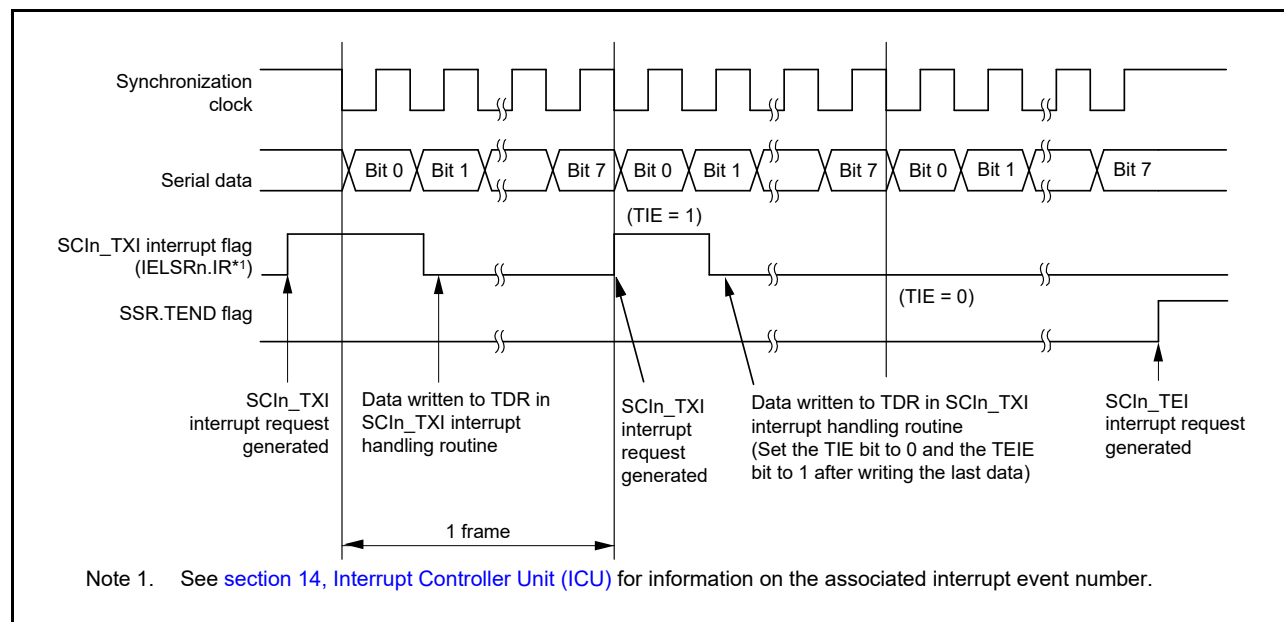 Synchronization
clock
Serial data
Bit 0 Bit 1 Bit 7 Bit 0 Bit 1 Bit 7 Bit 0 Bit 1 Bit 7
(TIE = 1)
SCIn_TXI interrupt flag
(IELSRn.IR*1)
(TIE = 0)
SSR.TEND flag
SCIn_TXI
interrupt request
generated
Data written to TDR in
SCIn_TXI interrupt
handling routine
SCIn_TXI
interrupt
request
generated
Data written to TDR in SCIn_TXI
interrupt handling routine
(Set the TIE bit to 0 and the TEIE
bit to 1 after writing the last data)
SCIn_TEI
interrupt request
generated
1 frame
Note 1. See section 14, Interrupt Controller Unit (ICU) for information on the associated interrupt event number.